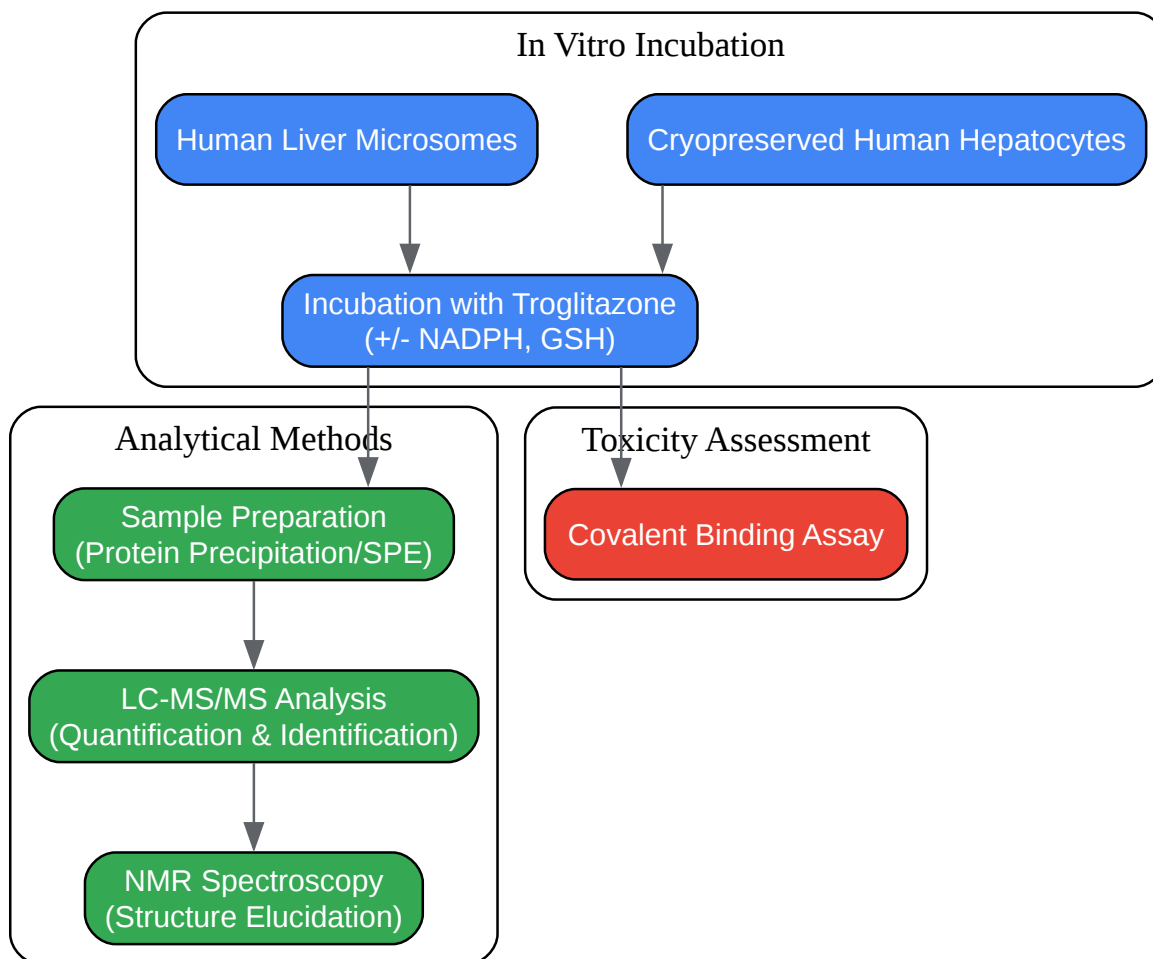 In Vitro Incubation
Human Liver Microsomes
Cryopreserved Human Hepatocytes
Incubation with Troglitazone
(+/- NADPH, GSH)
Analytical Methods
Toxicity Assessment
Sample Preparation
(Protein Precipitation/SPE)
Covalent Binding Assay
LC-MS/MS Analysis
(Quantification & Identification)
NMR Spectroscopy
(Structure Elucidation)